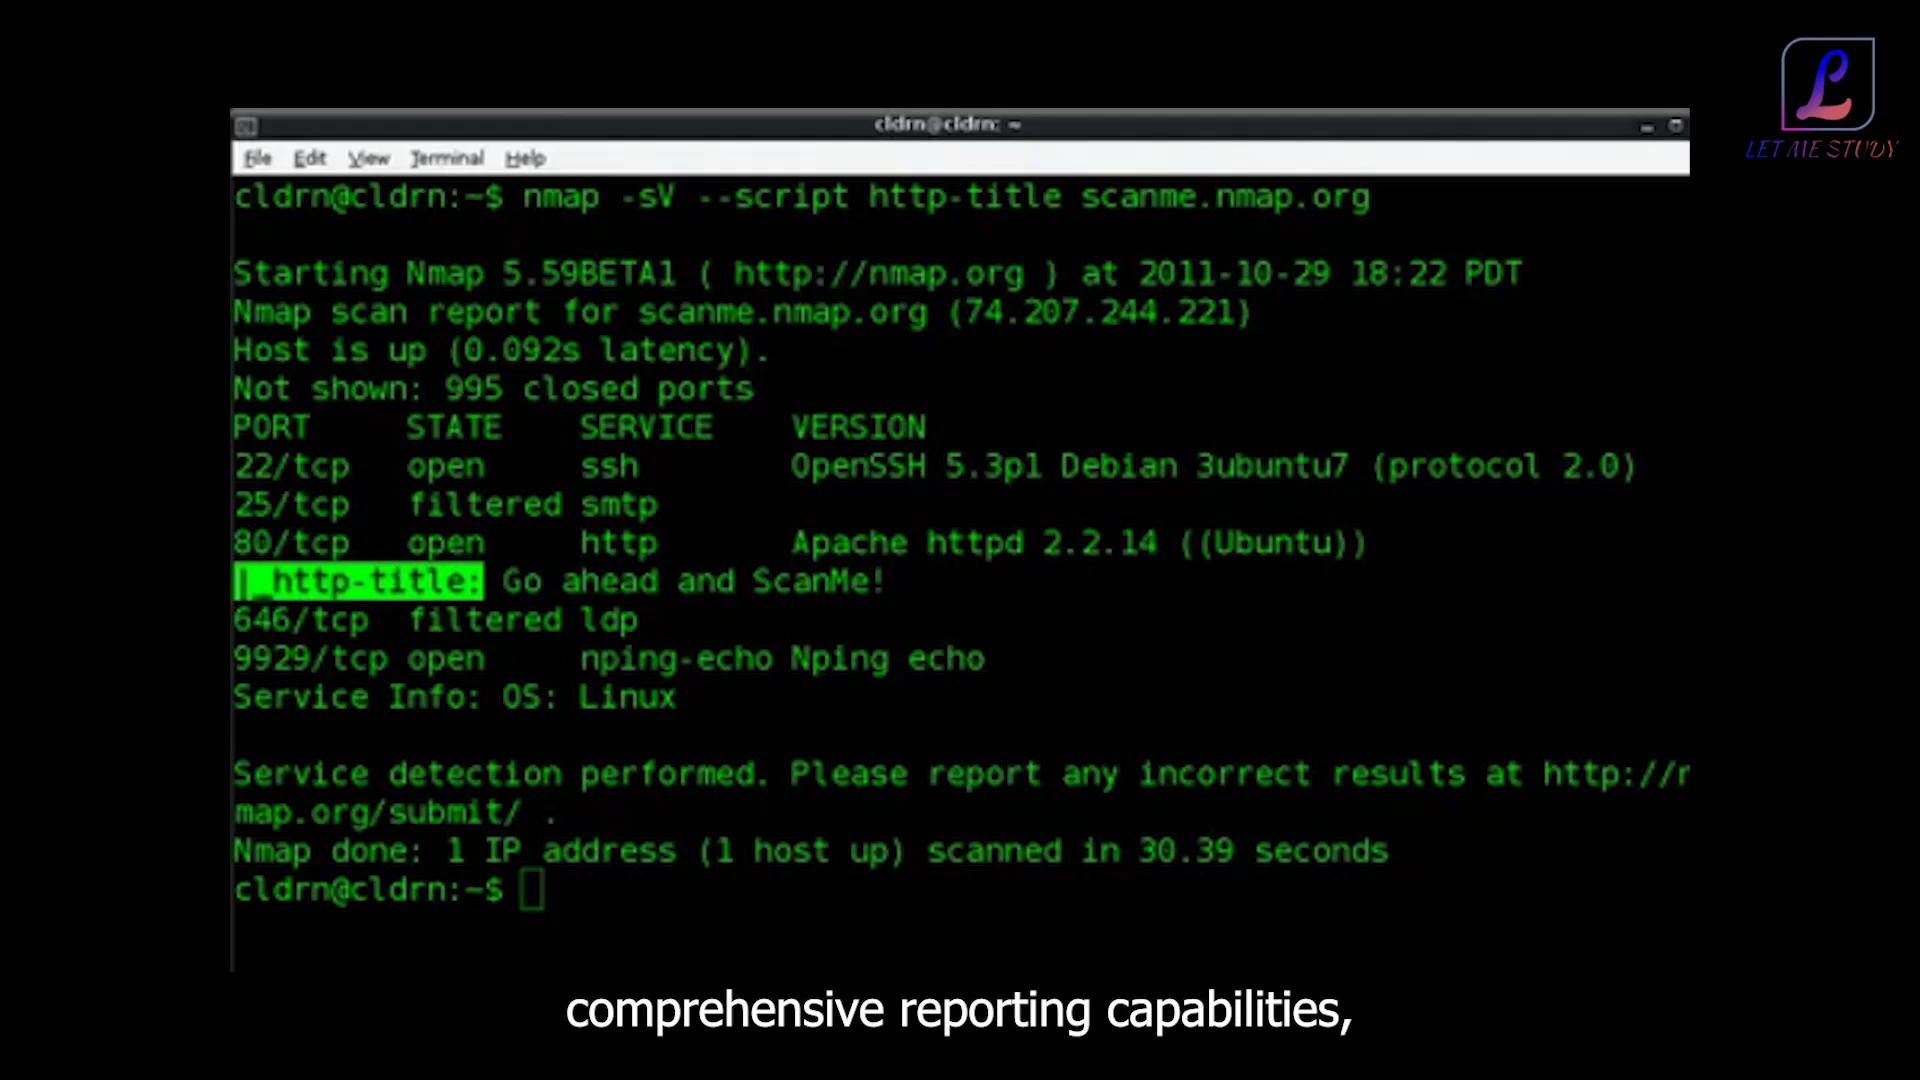 L
LET ME STUDY
cldrn@cldrn: ~
File Edit View Terminal Help
cldrn@cldrn:~$ nmap -sV --script http-title scanme.nmap.org
Starting Nmap 5.59BETA1 ( http://nmap.org ) at 2011-10-29 18:22 PDT
Nmap scan report for scanme.nmap.org (74.207.244.221)
Host is up (0.092s latency).
Not shown: 995 closed ports
PORT STATE SERVICE VERSION
22/tcp open ssh OpenSSH 5.3p1 Debian 3ubuntu7 (protocol 2.0)
25/tcp filtered smtp
80/tcp open http Apache httpd 2.2.14 ((Ubuntu))
|_http-title: Go ahead and ScanMe!
646/tcp filtered ldp
9929/tcp open nping-echo Nping echo
Service Info: OS: Linux
Service detection performed. Please report any incorrect results at http://n
map.org/submit/ .
Nmap done: 1 IP address (1 host up) scanned in 30.39 seconds
cldrn@cldrn:~$
comprehensive reporting capabilities,